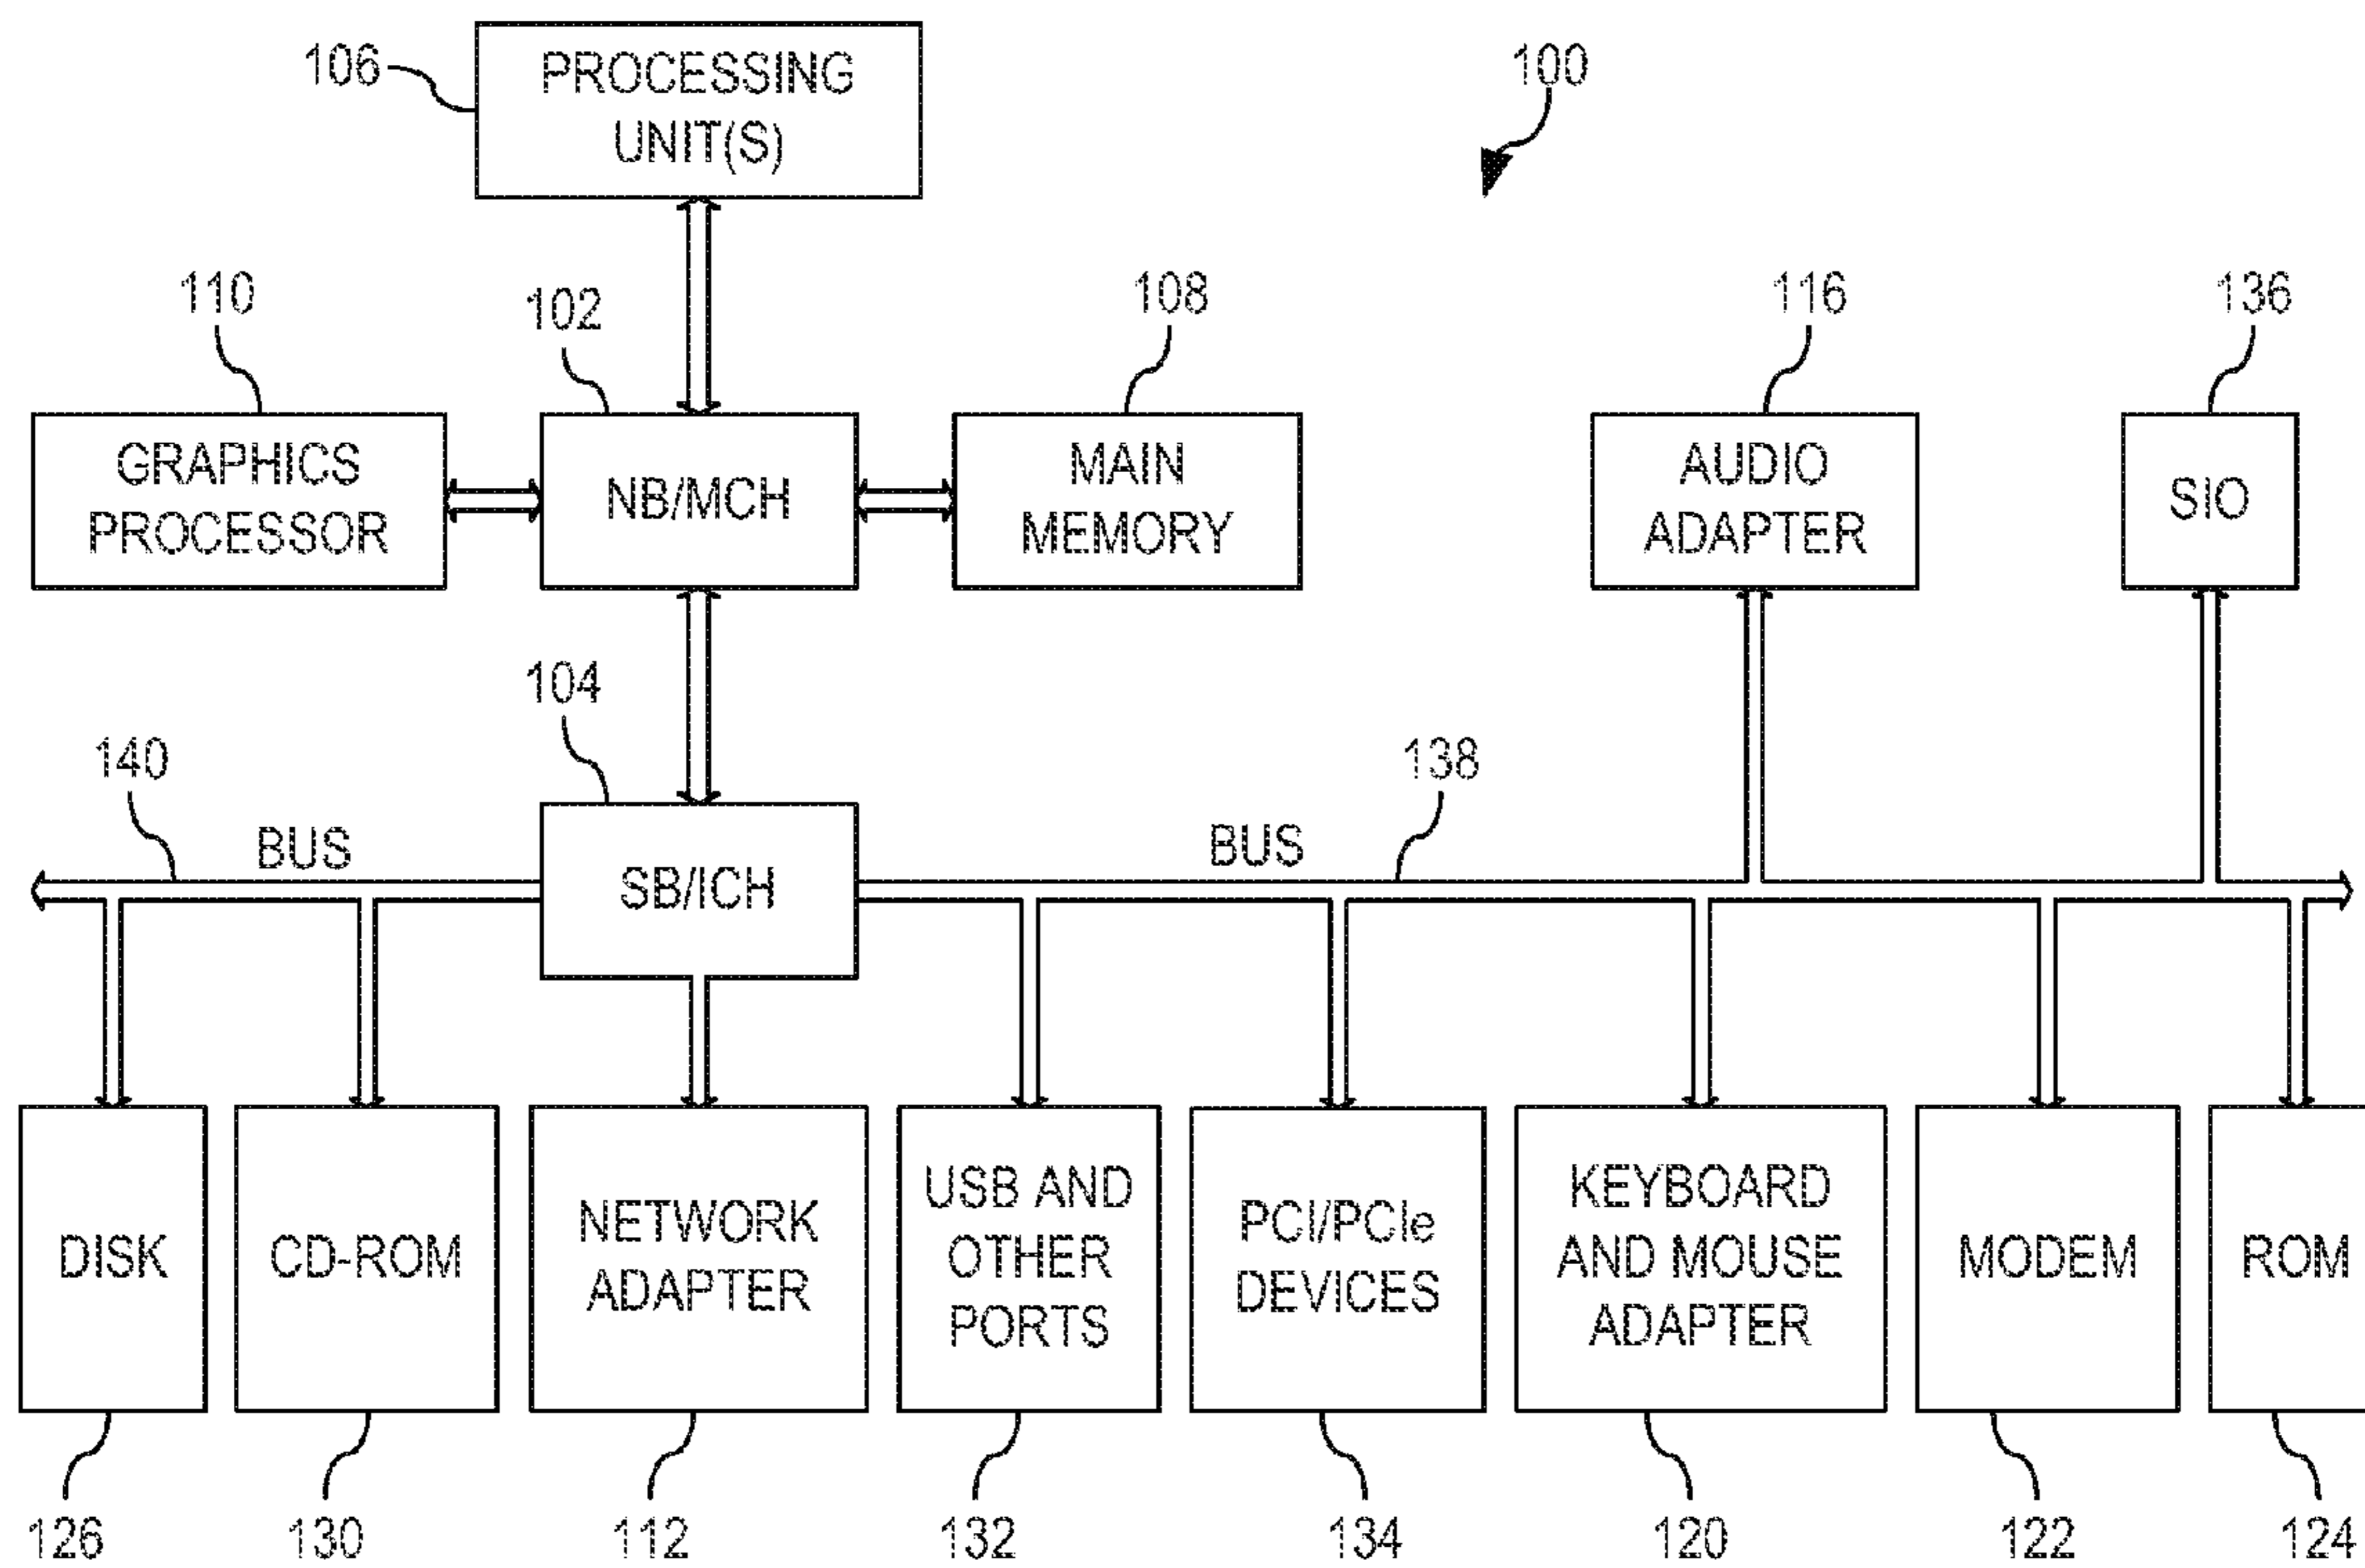 106
PROCESSING
UNIT(S)
100
110
102
108
116
136
GRAPHICS
PROCESSOR
NB/MCH
MAIN
MEMORY
AUDIO
ADAPTER
SIO
104
140
138
BUS
SB/ICH
BUS
DISK
CD-ROM
NETWORK
ADAPTER
USB AND
OTHER
PORTS
PCI/PCIe
DEVICES
KEYBOARD
AND MOUSE
ADAPTER
MODEM
ROM
126
130
112
132
134
120
122
124